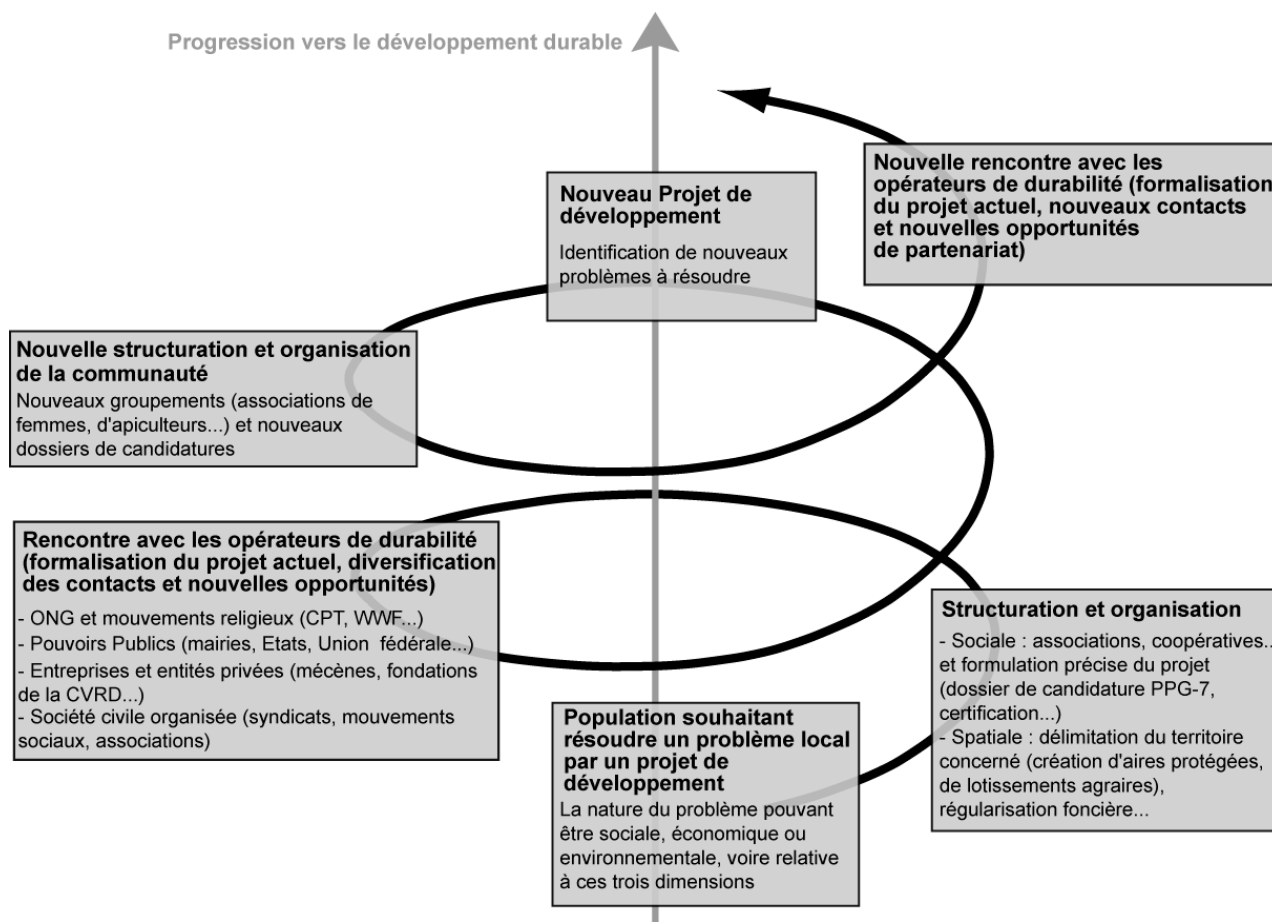 Progression vers le développement durable
Nouvelle rencontre avec les
opérateurs de durabilité (formalisation
du projet actuel, nouveaux contacts
et nouvelles opportunités
de partenariat)
Nouveau Projet de
développement
Identification de nouveaux
problèmes à résoudre
Nouvelle structuration et organisation
de la communauté
Nouveaux groupements (associations de
femmes, d'apiculteurs...) et nouveaux
dossiers de candidatures
Rencontre avec les opérateurs de durabilité
(formalisation du projet actuel, diversification
des contacts et nouvelles opportunités)
- ONG et mouvements religieux (CPT, WWF...)
- Pouvoirs Publics (mairies, Etats, Union fédérale...)
- Entreprises et entités privées (mécènes, fondations
de la CVRD...)
- Société civile organisée (syndicats, mouvements
sociaux, associations)
Structuration et organisation
- Sociale : associations, coopératives...
et formulation précise du projet
(dossier de candidature PPG-7,
certification...)
- Spatiale : délimitation du territoire
concerné (création d'aires protégées,
de lotissements agraires),
régularisation foncière...
Population souhaitant
résoudre un problème local
par un projet de
développement
La nature du problème pouvant
être sociale, économique ou
environnementale, voire relative
à ces trois dimensions